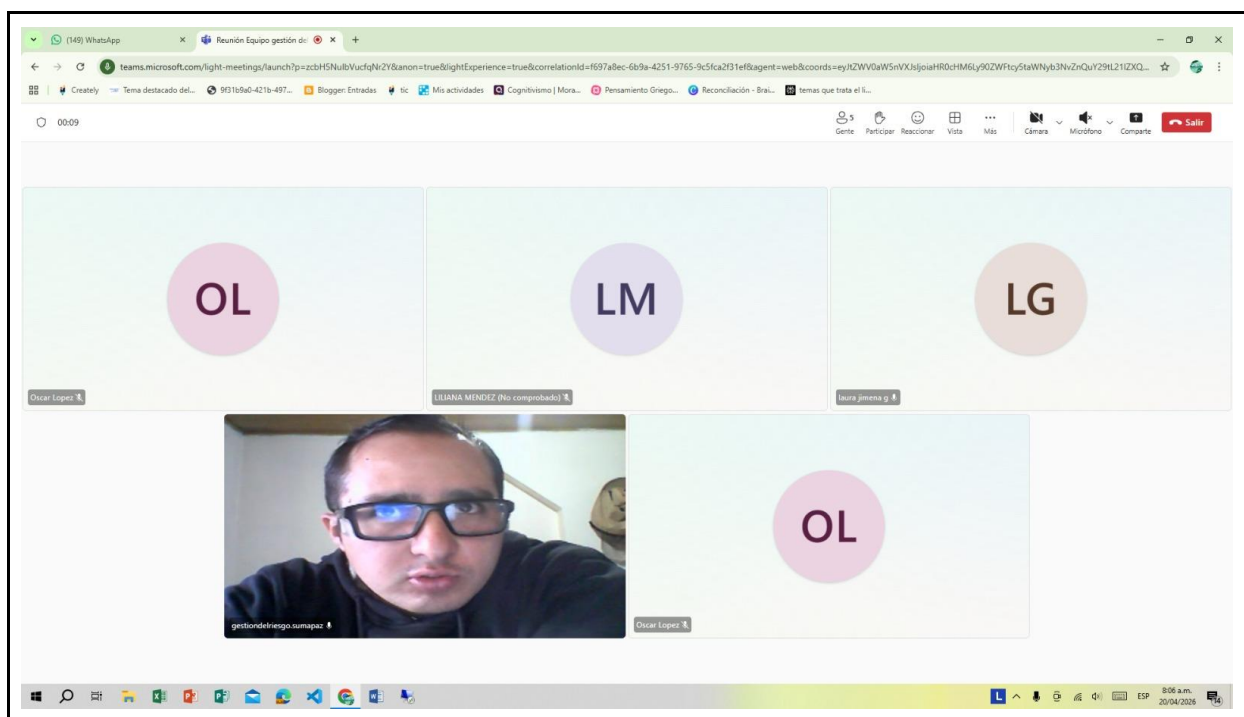 (149) WhatsApp
Reunión Equipo gestión de
teams.microsoft.com/light-meetings/launch?p=zcbH5NulbVucfqNr2Y&anon=true&lightExperience=true&correlationId=f697a8ec-6b9a-4251-9765-9c5fca2f31ef&agent=web&coords=
Creately Tema destacado del... 9f31b9a0-421b-497... Blogger: Entradas tic Mis actividades Cognitivismo | Mora... Pensamiento Griego... Reconciliación - Brai... temas que trata el li...
00:09
5
Gente Participar Reaccionar Vista Más Cámara Micrófono Comparte Salir
OL
LM
LG
Oscar Lopez
LILIANA MENDEZ (No comprobado)
laura jimena g
OL
gestiondelriesgo.sumapaz
Oscar Lopez
L
ESP
8:06 a.m.
20/04/2026
14